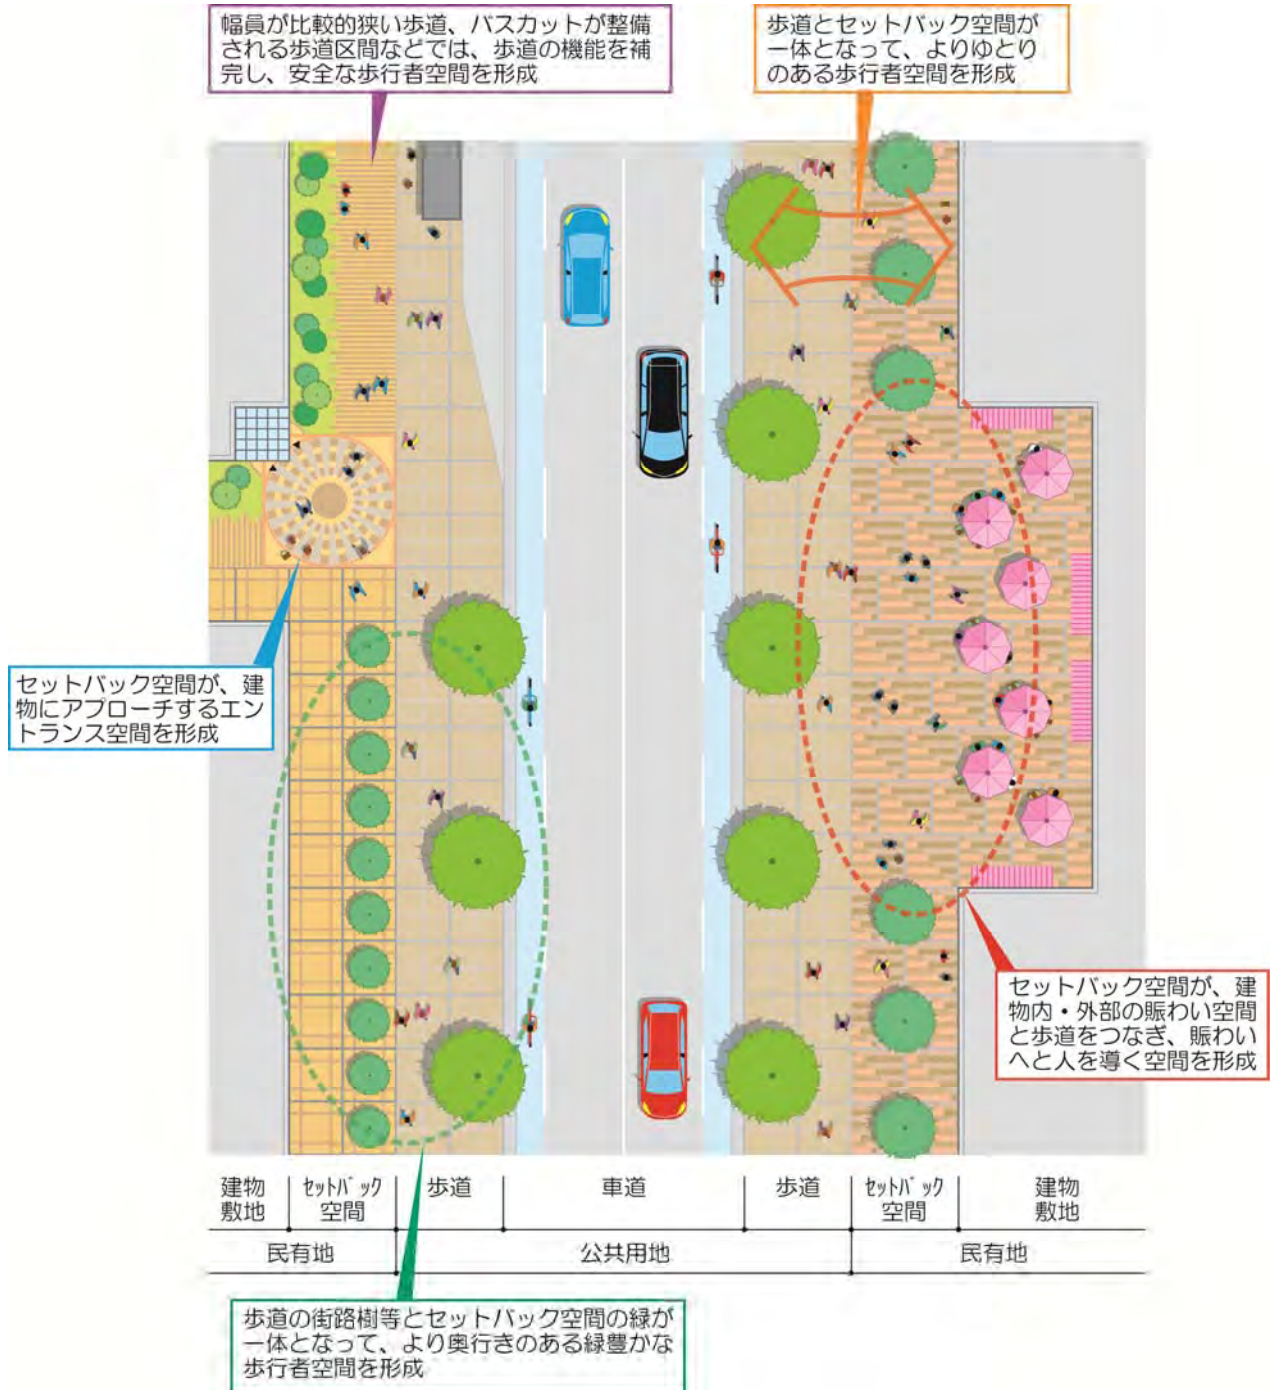 幅員が比較的狭い歩道、バスカットが整備
される歩道区間などでは、歩道の機能を補
完し、安全な歩行者空間を形成
歩道とセットバック空間が
一体となって、よりゆとり
のある歩行者空間を形成
セットバック空間が、建
物にアプローチするエン
トランス空間を形成
セットバック空間が、建
物内・外部の賑わい空間
と歩道をつなぎ、賑わい
へと人を導く空間を形成
建物
敷地
セットバック
空間
歩道
車道
歩道
セットバック
空間
建物
敷地
民有地
公共用地
民有地
歩道の街路樹等とセットバック空間の緑が
一体となって、より奥行きのある緑豊かな
歩行者空間を形成